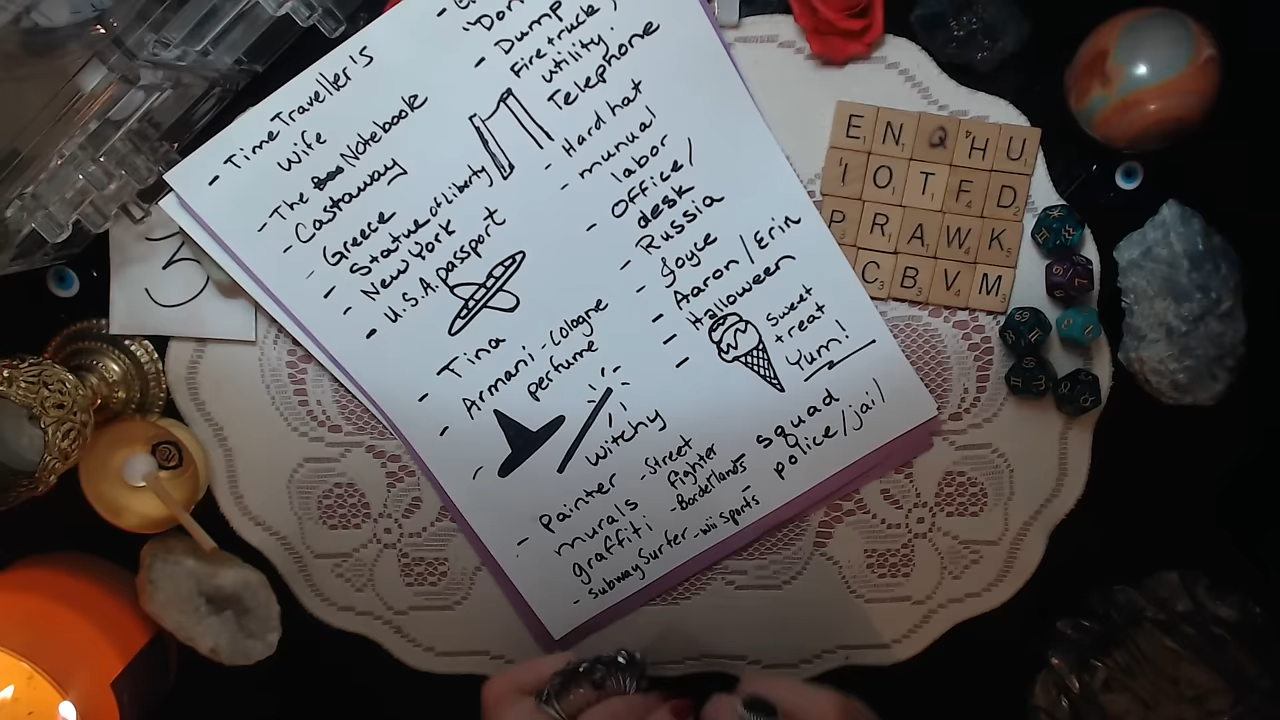 - Time Traveller's
Wife
- The Notebook
- Castaway
- Greece
- Statue of Liberty
- New York
- U.S.A. passport
- Tina
- Armani - cologne
perfume
- witchy
- Painter
murals
graffiti
- Street
Fighter
- Borderlands
- Subway Surfer - wii sports
"Don
- Dump
- Firetruck,
utility.
Telephone
- Hard hat
- munual
labor
- office/
desk
- Russia
- Joyce
- Aaron/Erin
- Halloween
- sweet
treat
Yum!
- squad
police/jail
3
E N Q H U
I O T F D
P R A W K
C B V M